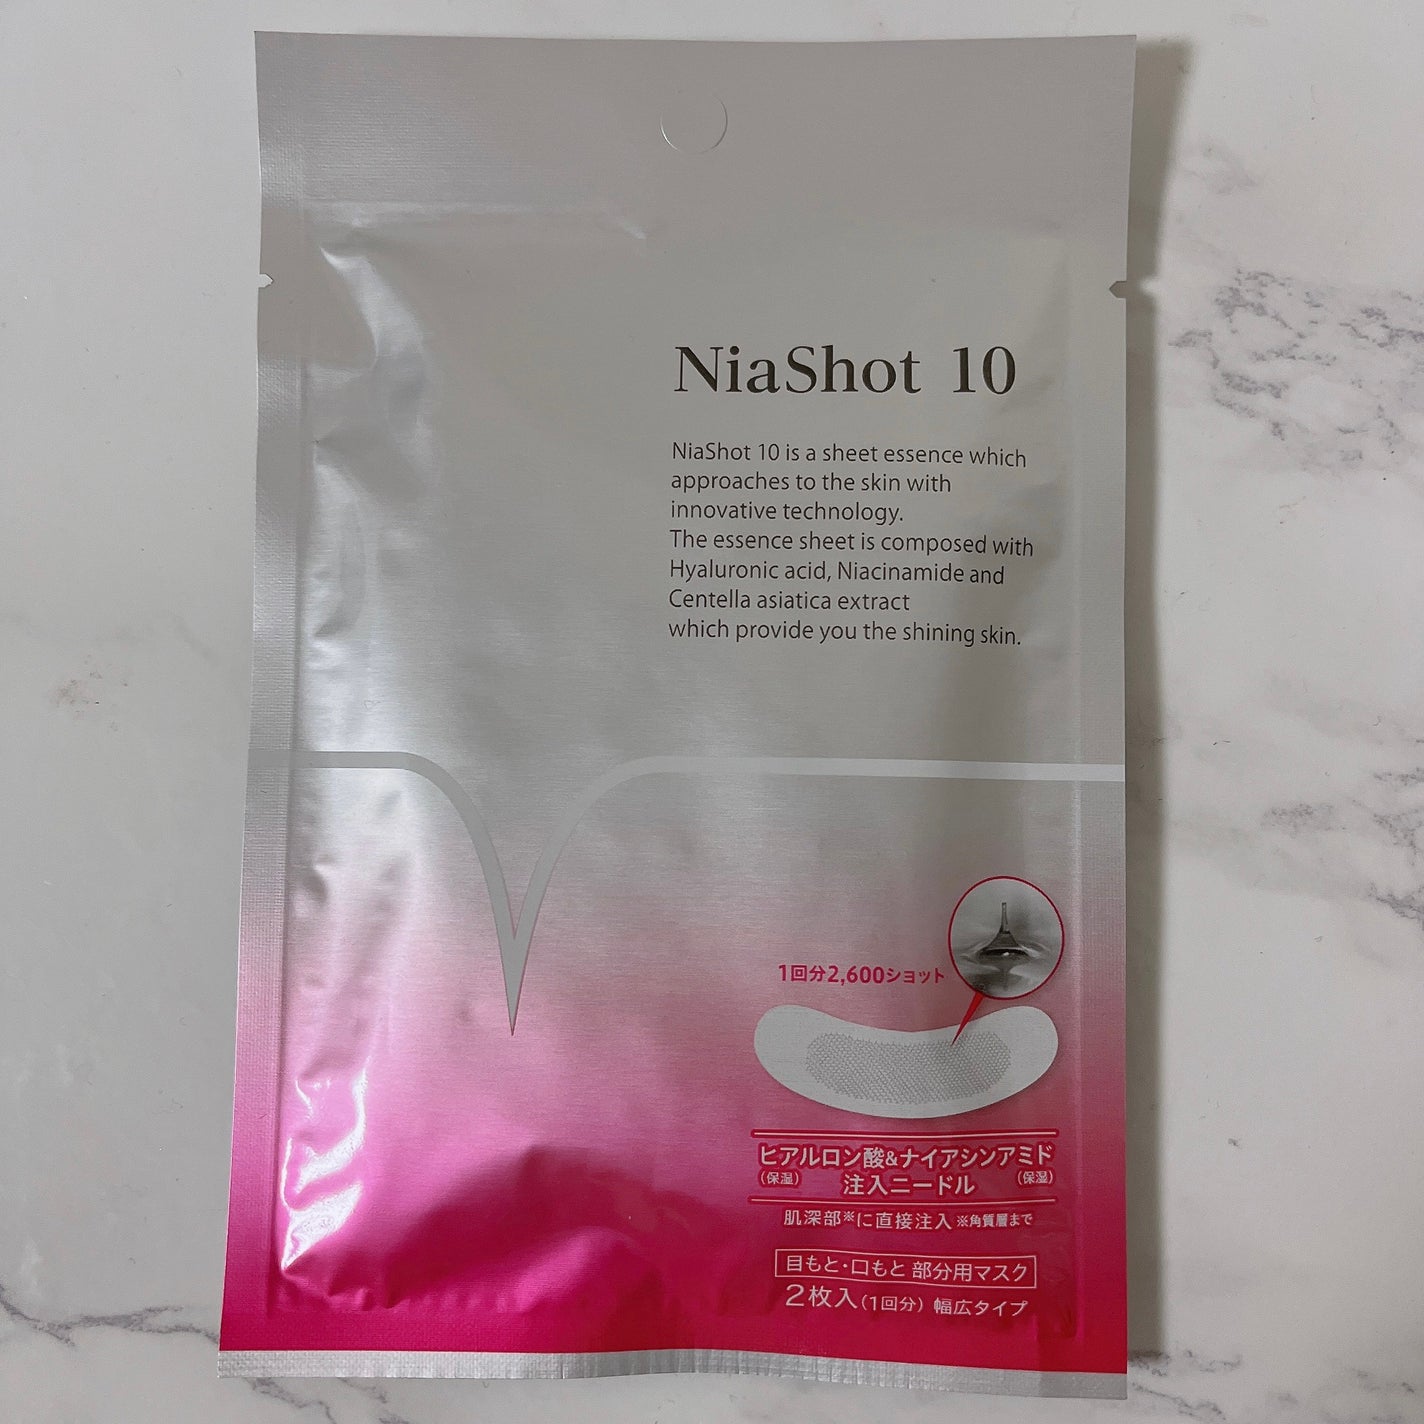 NiaShot 10
NiaShot 10 is a sheet essence which
approaches to the skin with
innovative technology.
The essence sheet is composed with
Hyaluronic acid, Niacinamide and
Centella asiatica extract
which provide you the shining skin.
1回分2,600ショット
ヒアルロン酸&ナイアシンアミド
(保湿) 注入ニードル (保湿)
肌深部※に直接注入 ※角質層まで
目もと・口もと 部分用マスク
2枚入(1回分) 幅広タイプ